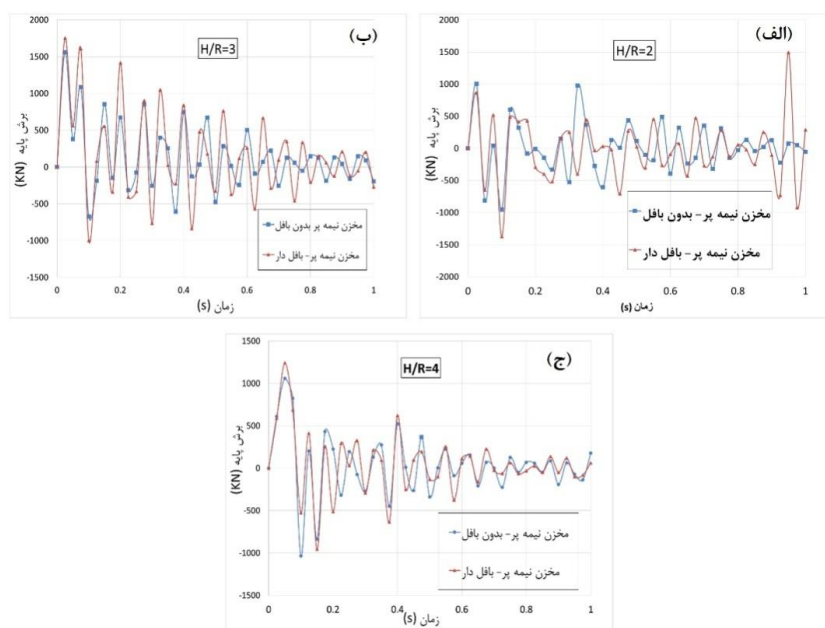 (الف)
H/R=2
1500
1000
500
0
-500
-1000
-1500
-2000
2000
برش پایه (KN)
0 0.2 0.4 0.6 0.8 1
زمان (s)
مخزن نیمه پر- بدون بافل
مخزن نیمه پر- بافل دار
(ب)
H/R=3
2000
1500
1000
500
0
-500
-1000
-1500
برش پایه (KN)
0 0.2 0.4 0.6 0.8 1
زمان (s)
مخزن نیمه پر بدون بافل
مخزن نیمه پر- بافل دار
(ج)
H/R=4
1500
1000
500
0
-500
-1000
-1500
برش پایه (KN)
0 0.2 0.4 0.6 0.8 1
زمان (s)
مخزن نیمه پر- بدون بافل
مخزن نیمه پر- بافل دار